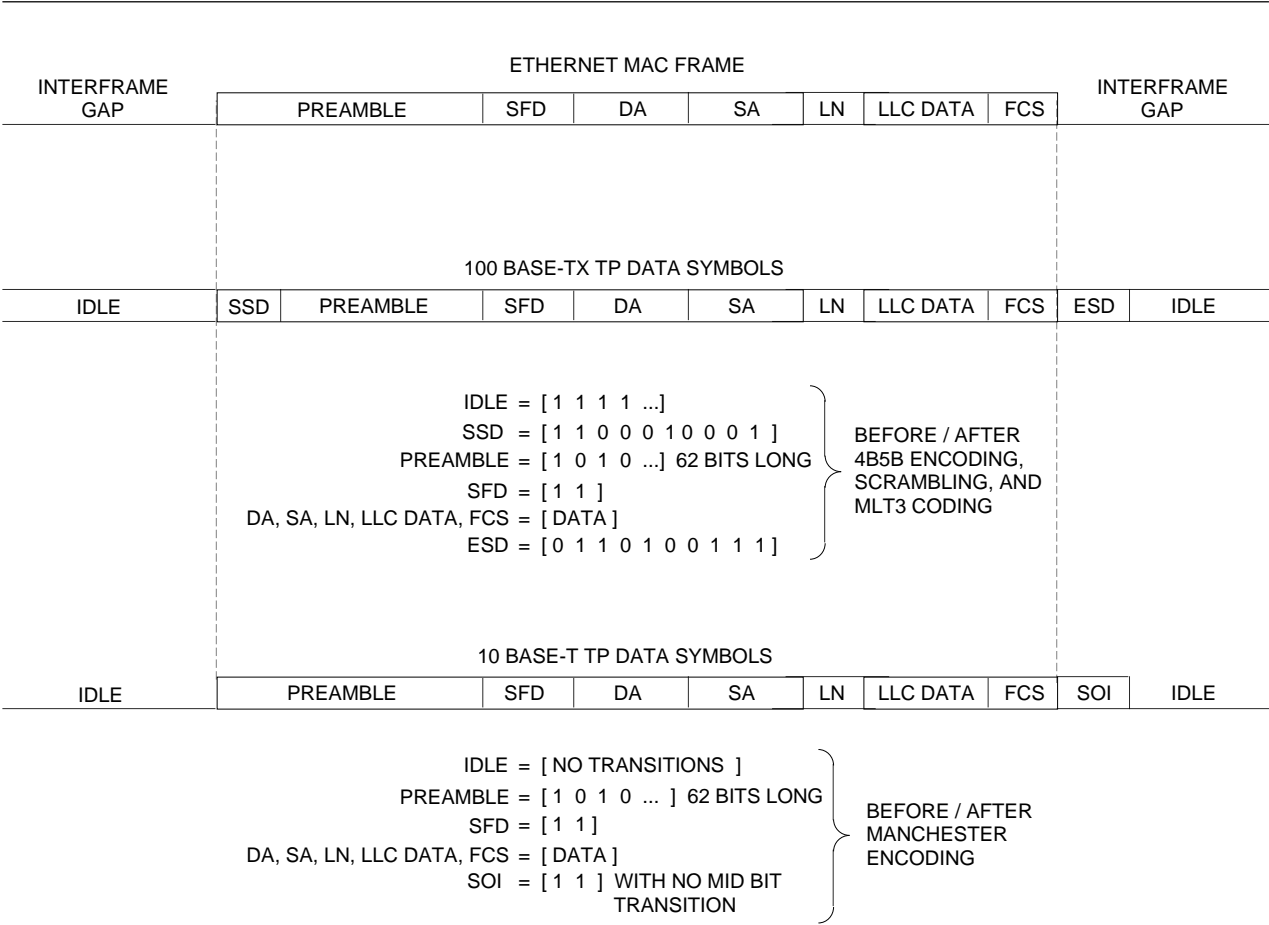 ETHERNET MAC FRAME
INTERFRAME
GAP
PREAMBLE SFD DA SA LN LLC DATA FCS
INTERFRAME
GAP
100 BASE-TX TP DATA SYMBOLS
IDLE SSD PREAMBLE SFD DA SA LN LLC DATA FCS ESD IDLE
IDLE = [ 1 1 1 1 ...]
SSD = [ 1 1 0 0 0 1 0 0 0 1 ]
PREAMBLE = [ 1 0 1 0 ...] 62 BITS LONG
SFD = [ 1 1 ]
DA, SA, LN, LLC DATA, FCS = [ DATA ]
ESD = [ 0 1 1 0 1 0 0 1 1 1 ]
BEFORE / AFTER
4B5B ENCODING,
SCRAMBLING, AND
MLT3 CODING
10 BASE-T TP DATA SYMBOLS
IDLE PREAMBLE SFD DA SA LN LLC DATA FCS SOI IDLE
IDLE = [ NO TRANSITIONS ]
PREAMBLE = [ 1 0 1 0 ... ] 62 BITS LONG
SFD = [ 1 1 ]
DA, SA, LN, LLC DATA, FCS = [ DATA ]
SOI = [ 1 1 ] WITH NO MID BIT
TRANSITION
BEFORE / AFTER
MANCHESTER
ENCODING